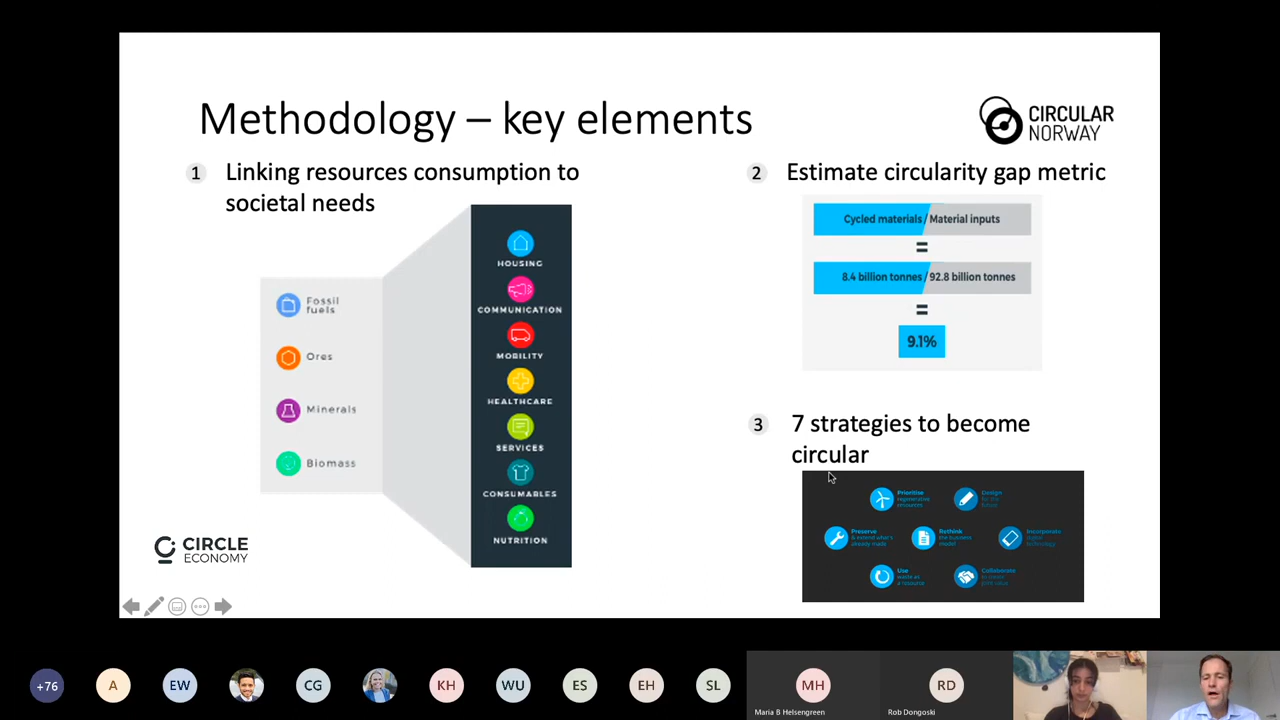 Methodology – key elements
CIRCULAR
NORWAY
1 Linking resources consumption to
societal needs
Fossil
fuels
Ores
Minerals
Biomass
HOUSING
COMMUNICATION
MOBILITY
HEALTHCARE
SERVICES
CONSUMABLES
NUTRITION
2 Estimate circularity gap metric
Cycled materials / Material inputs
=
8.4 billion tonnes / 92.8 billion tonnes
=
9.1%
3 7 strategies to become
circular
Prioritise
regenerative
resources
Design
for the
future
Preserve
& extend what's
already made
Rethink
the business
model
Incorporate
digital
technology
Use
waste as
a resource
Collaborate
to create
joint value
CIRCLE
ECONOMY
+76
A
EW
CG
KH
WU
ES
EH
SL
MH
Maria B Helsengreen
RD
Rob Dongoski